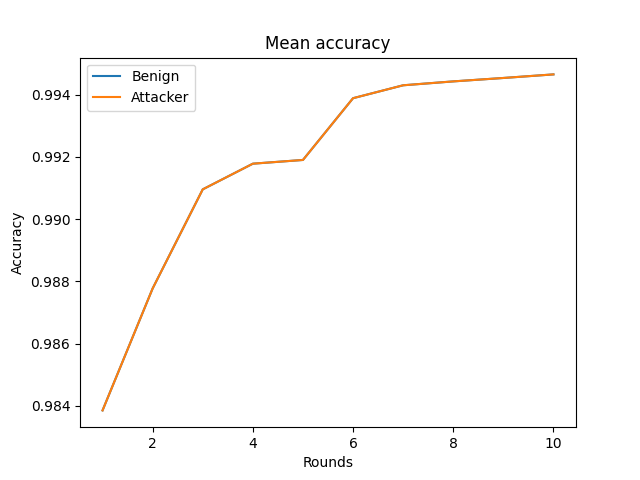 Mean accuracy
Benign
Attacker
0.994
0.992
0.990
0.988
0.986
0.984
Accuracy
2 4 6 8 10
Rounds